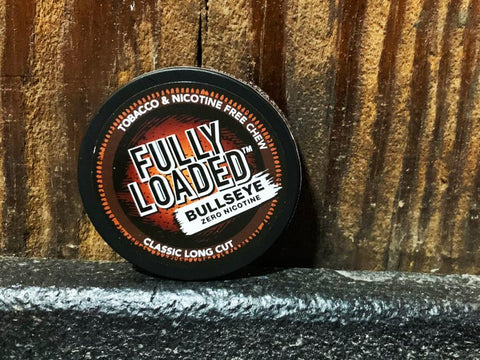 TOBACCO & NICOTINE FREE CHEW
FULLY
LOADED™
BULLSEYE
ZERO NICOTINE
CLASSIC LONG CUT